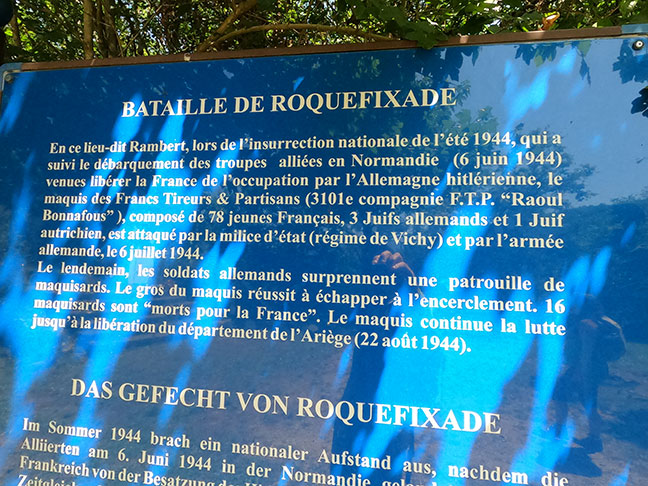 BATAILLE DE ROQUEFIXADE
En ce lieu-dit Rambert, lors de l'insurrection nationale de l'été 1944, qui a
suivi le débarquement des troupes alliées en Normandie (6 juin 1944)
venues libérer la France de l'occupation par l'Allemagne hitlérienne, le
maquis des Francs Tireurs & Partisans (3101e compagnie F.T.P. “Raoul
Bonnafous” ), composé de 78 jeunes Français, 3 Juifs allemands et 1 Juif
autrichien, est attaqué par la milice d'état (régime de Vichy) et par l'armée
allemande, le 6 juillet 1944.
Le lendemain, les soldats allemands surprennent une patrouille de
maquisards. Le gros du maquis réussit à échapper à l'encerclement. 16
maquisards sont “morts pour la France”. Le maquis continue la lutte
jusqu'à la libération du département de l'Ariège (22 août 1944).
DAS GEFECHT VON ROQUEFIXADE
Im Sommer 1944 brach ein nationaler Aufstand aus, nachdem die
Alliierten am 6. Juni 1944 in der Normandie
Frankreich von der Besatzung